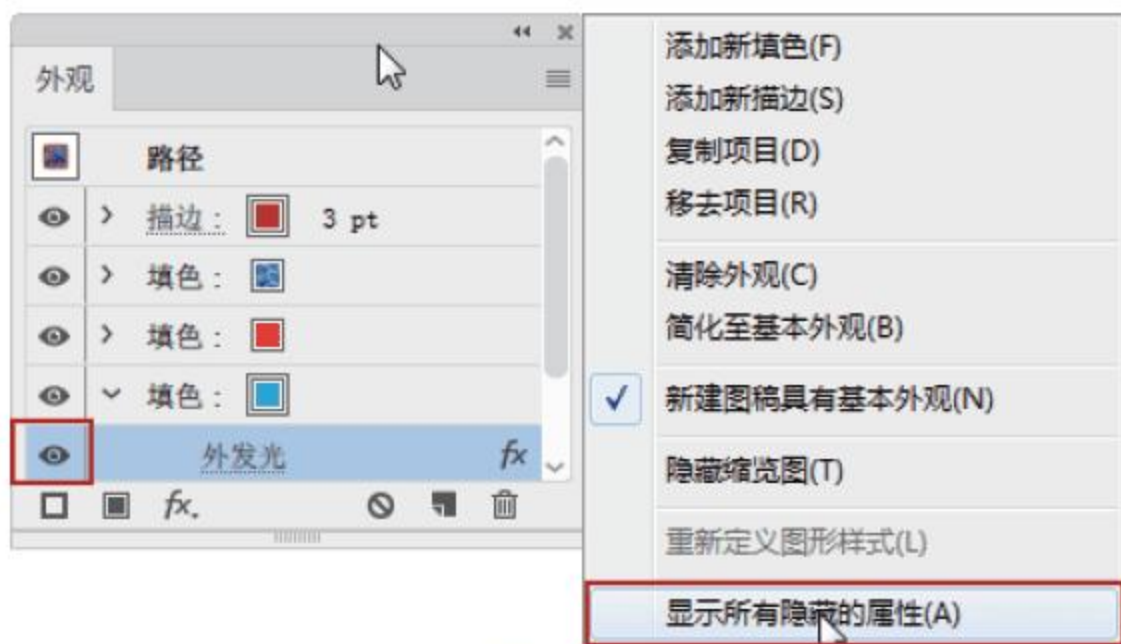 外观
路径
描边： 3 pt
填色：
填色：
填色：
外发光 fx
fx.
添加新填色(F)
添加新描边(S)
复制项目(D)
移去项目(R)
清除外观(C)
简化至基本外观(B)
新建图稿具有基本外观(N)
隐藏缩览图(T)
重新定义图形样式(L)
显示所有隐藏的属性(A)